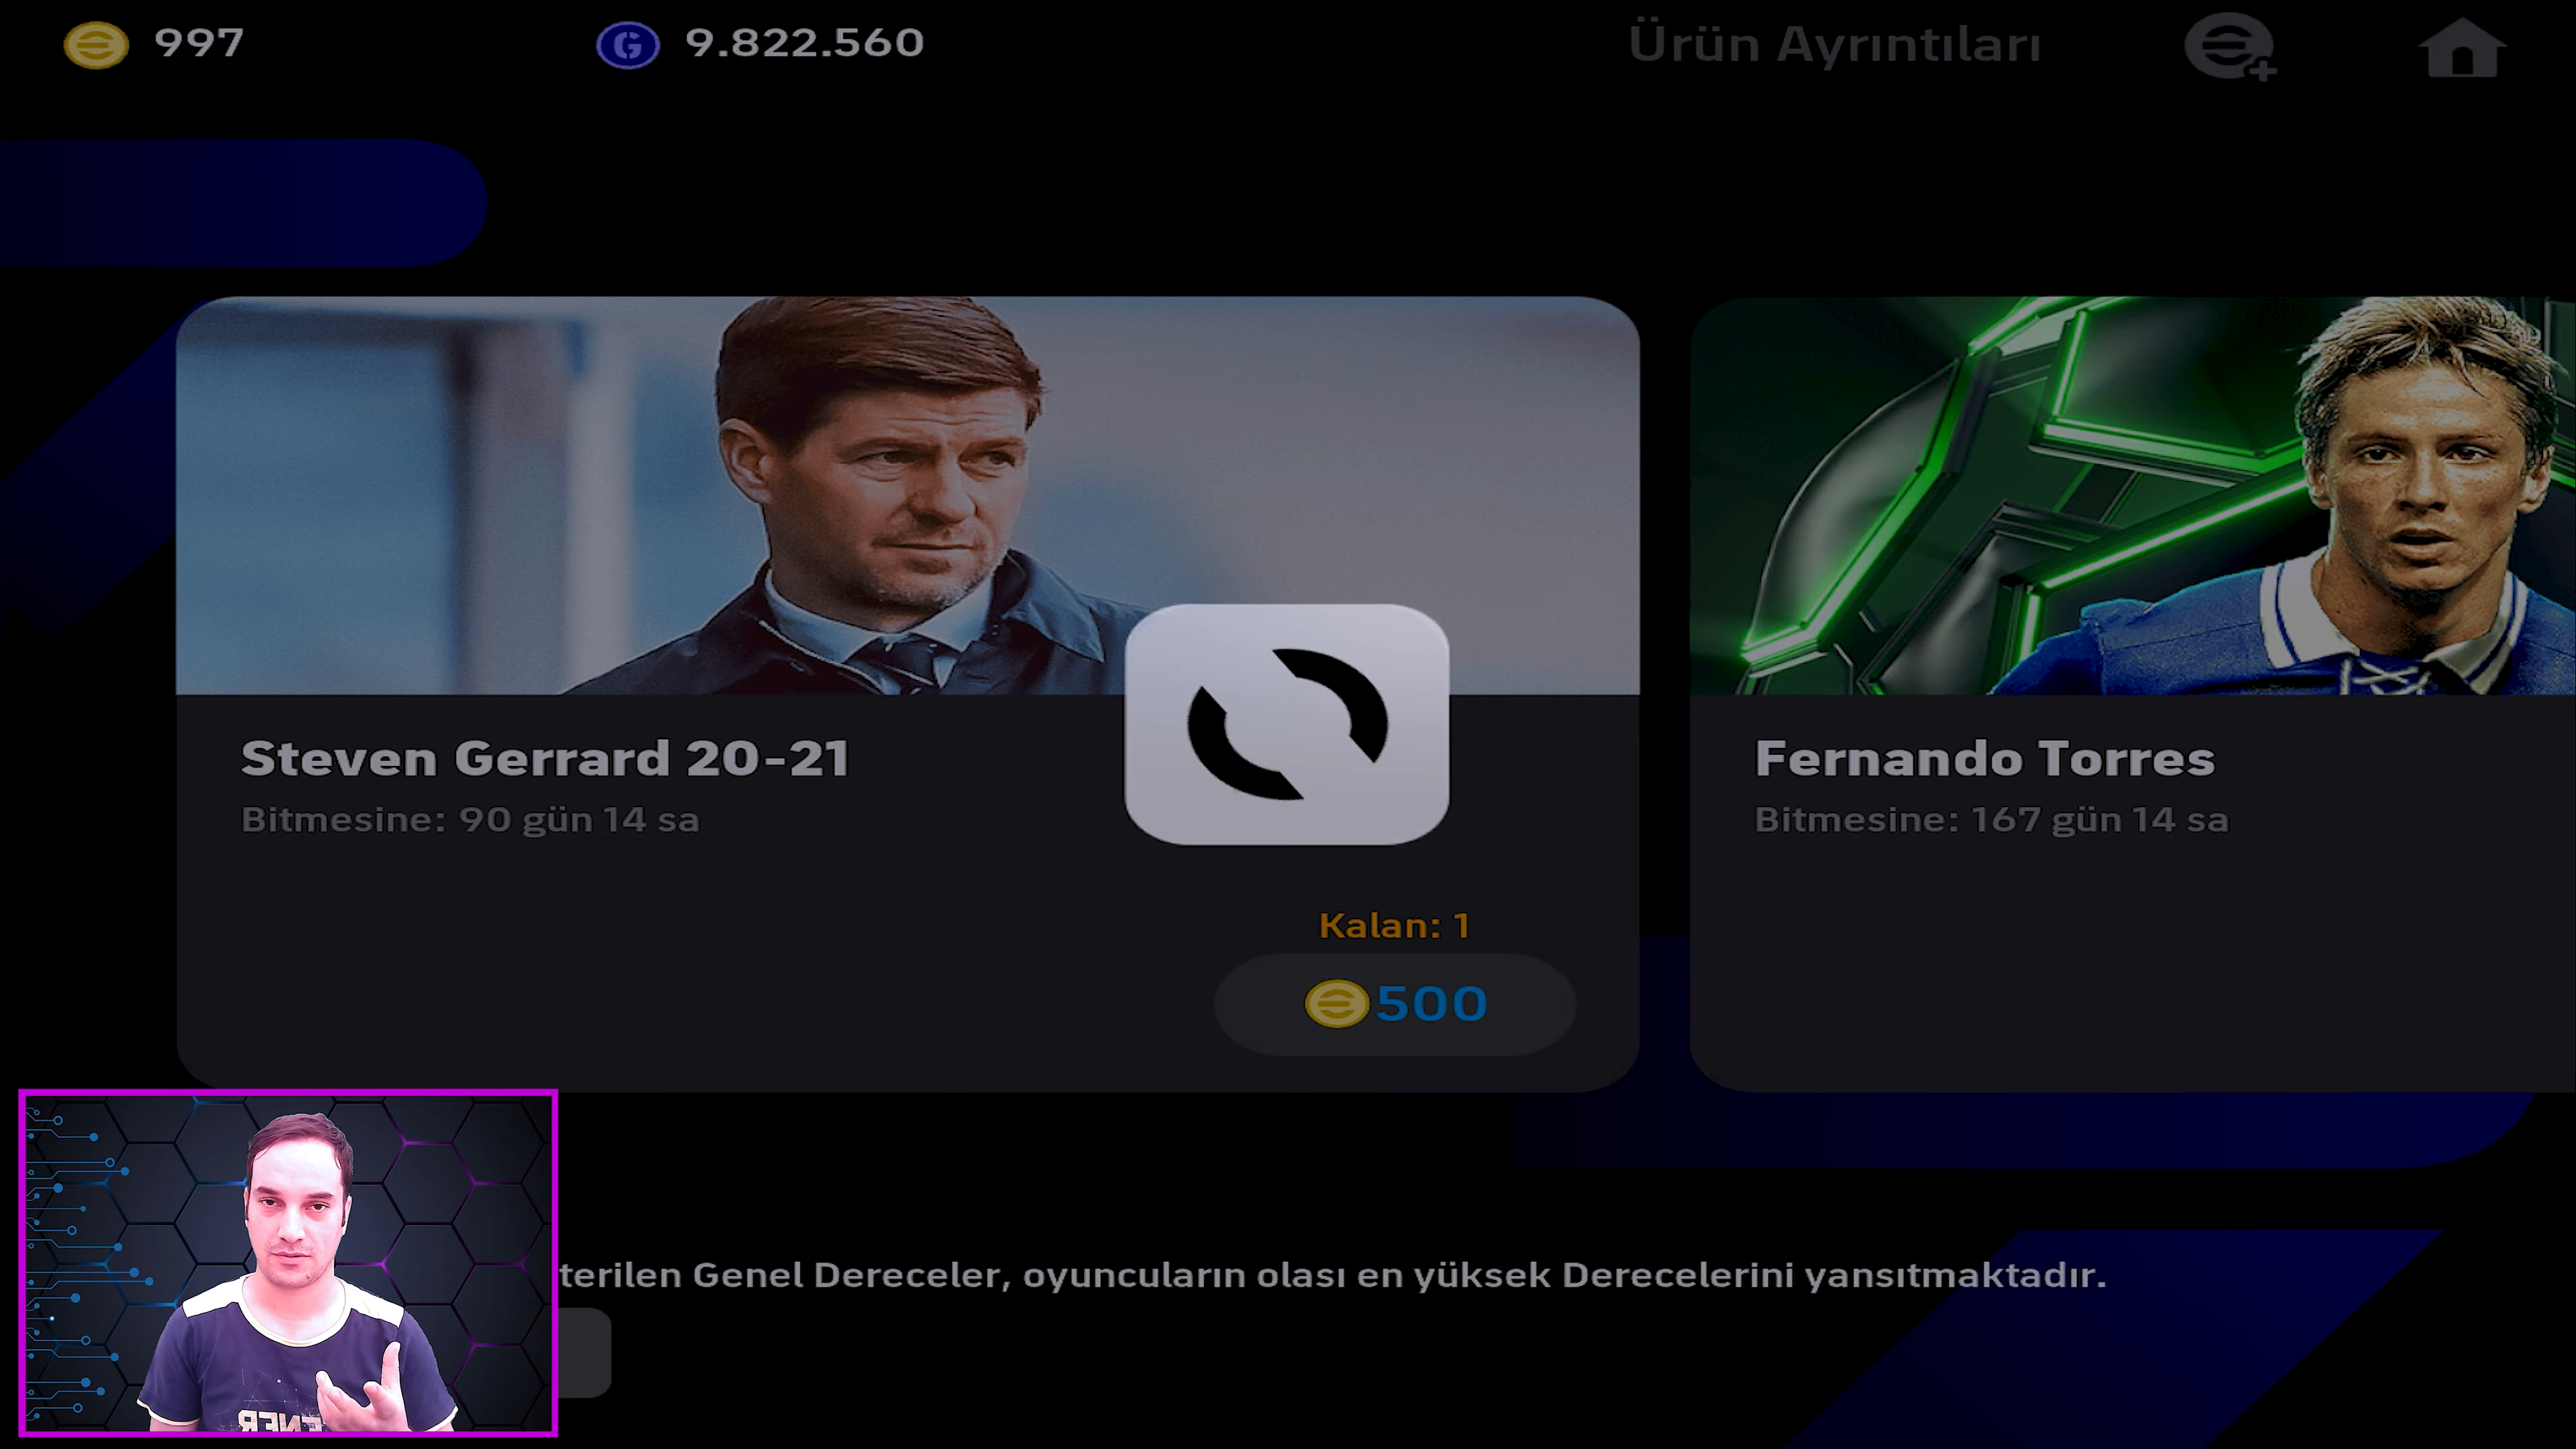 997
9.822.560
Ürün Ayrıntıları
Steven Gerrard 20-21
Bitmesine: 90 gün 14 sa
Kalan: 1
500
Fernando Torres
Bitmesine: 167 gün 14 sa
terilen Genel Dereceler, oyuncuların olası en yüksek Derecelerini yansıtmaktadır.